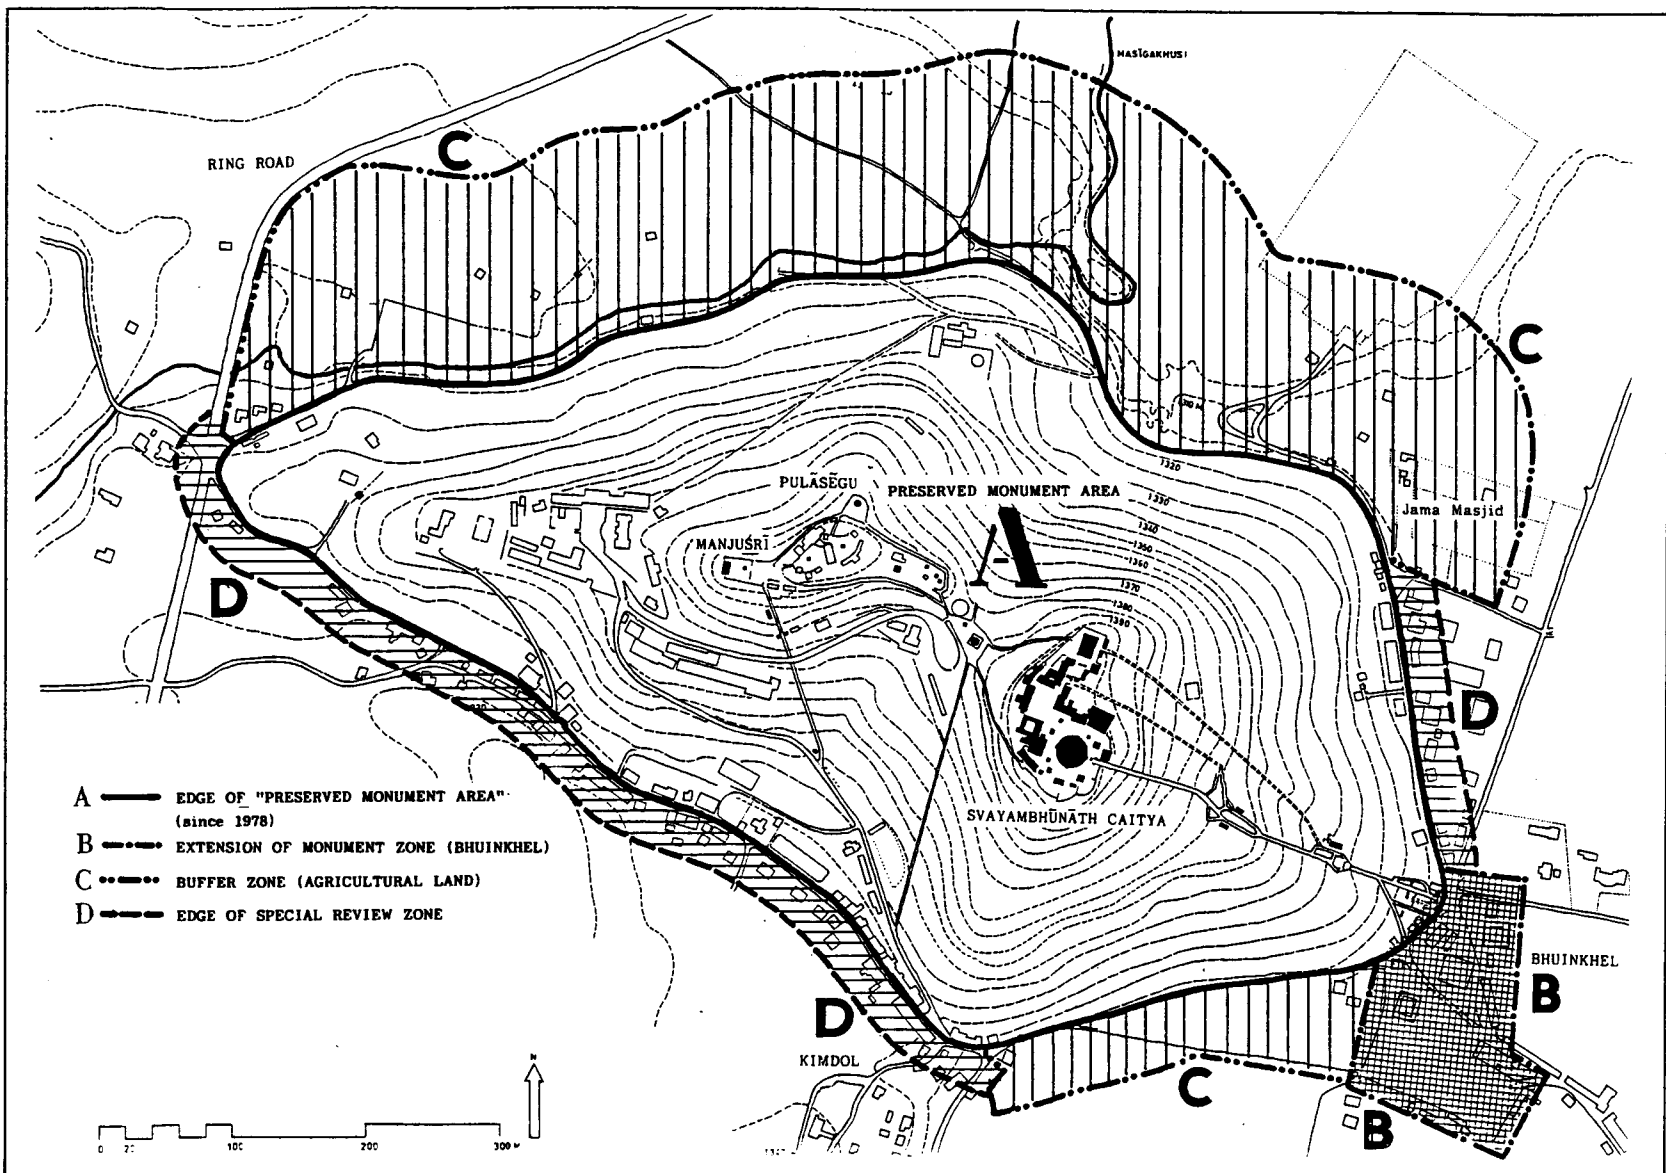 MASĪGAKHUSI
C
RING ROAD
C
1310 M
1320
PULĀSĒGU
PRESERVED MONUMENT AREA
1330
Jama Masjid
A
1340
MANJUŚRĪ
1350
1360
1370
D
1380
D
A EDGE OF "PRESERVED MONUMENT AREA"
(since 1978)
SVAYAMBHŪNĀTH CAITYA
B EXTENSION OF MONUMENT ZONE (BHUINKHEL)
C BUFFER ZONE (AGRICULTURAL LAND)
D EDGE OF SPECIAL REVIEW ZONE
BHUINKHEL
B
D
KIMDOL
N
C
B
0 100 200 300 M